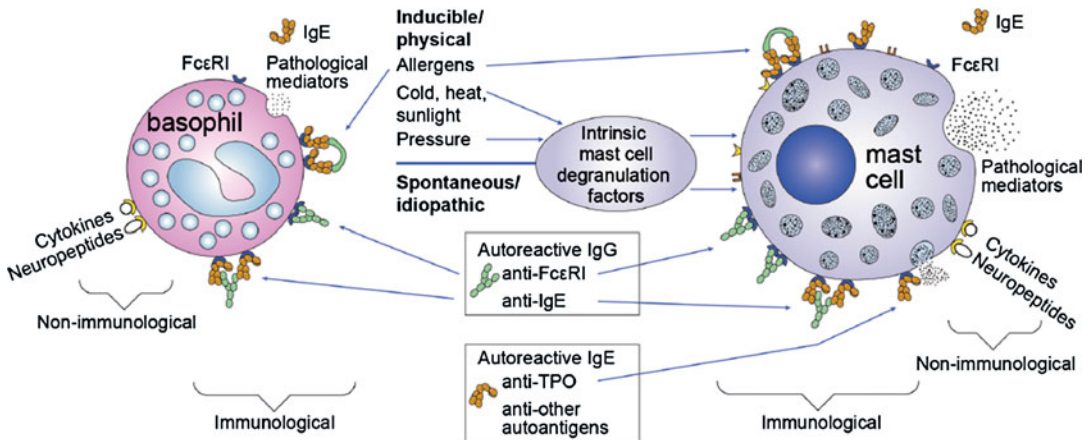 IgE
FcεRI
Pathological
mediators
basophil
Cytokines
Neuropeptides
Non-immunological
Immunological
Inducible/
physical
Allergens
Cold, heat,
sunlight
Pressure
Spontaneous/
idiopathic
Intrinsic
mast cell
degranulation
factors
Autoreactive IgG
anti-FcεRI
anti-IgE
Autoreactive IgE
anti-TPO
anti-other
autoantigens
IgE
FcεRI
mast
cell
Pathological
mediators
Cytokines
Neuropeptides
Non-immunological
Immunological